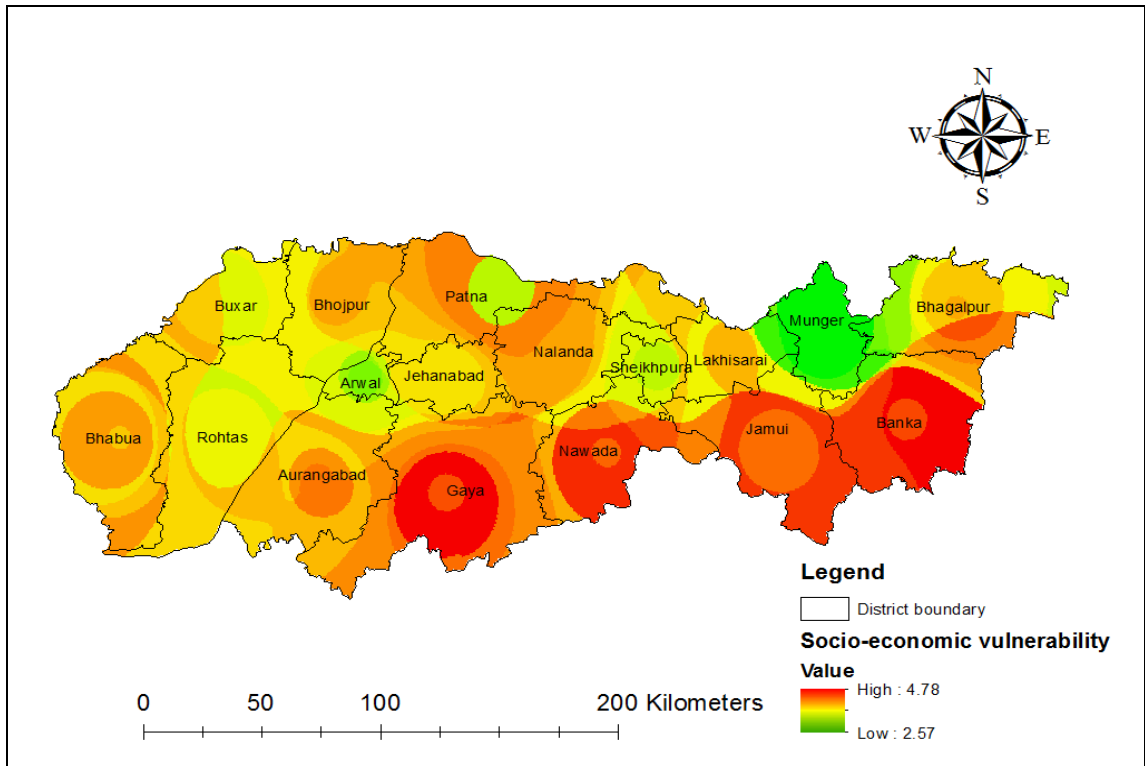 N
W E
S
Buxar
Bhojpur
Patna
Munger
Bhagalpur
Nalanda
Sheikhpura
Lakhisarai
Arwal
Jehanabad
Bhabua
Rohtas
Aurangabad
Gaya
Nawada
Jamui
Banka
Legend
District boundary
Socio-economic vulnerability
Value
High : 4.78
Low : 2.57
0 50 100 200 Kilometers